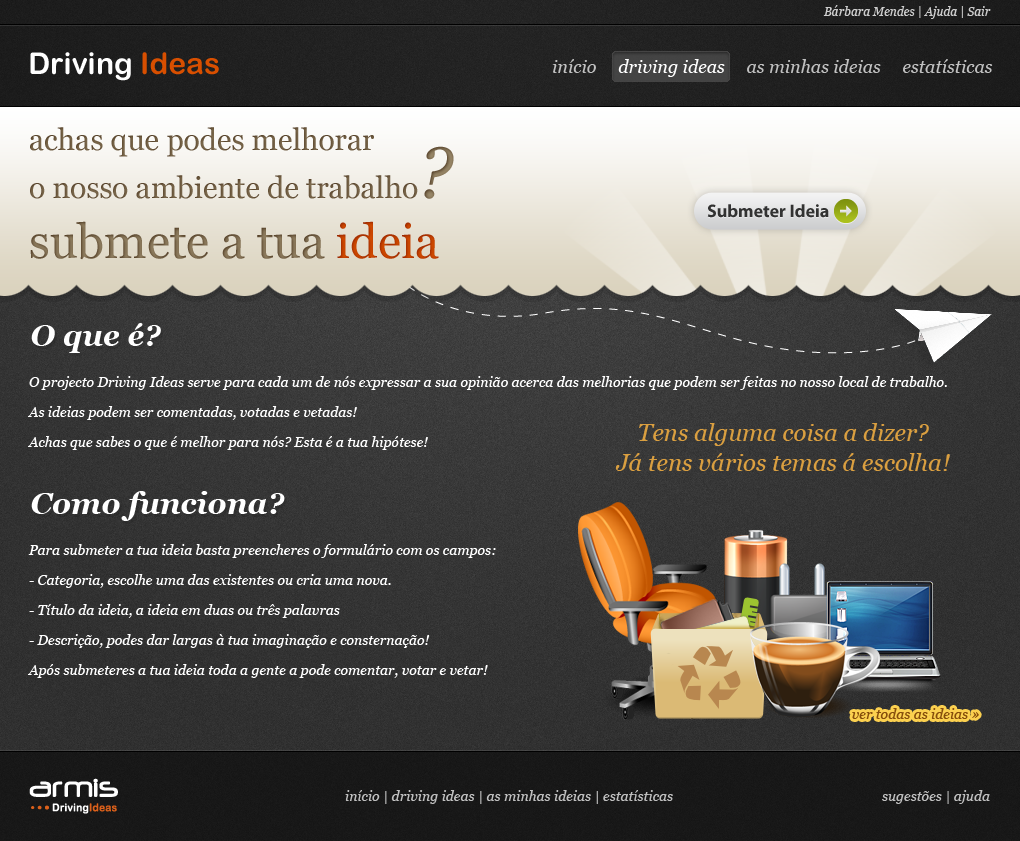 Bárbara Mendes | Ajuda | Sair
Driving Ideas
início driving ideas as minhas ideias estatísticas
achas que podes melhorar
o nosso ambiente de trabalho?
submete a tua ideia
Submeter Ideia
O que é?
O projecto Driving Ideas serve para cada um de nós expressar a sua opinião acerca das melhorias que podem ser feitas no nosso local de trabalho.
As ideias podem ser comentadas, votadas e vetadas!
Achas que sabes o que é melhor para nós? Esta é a tua hipótese!
Tens alguma coisa a dizer?
Já tens vários temas á escolha!
Como funciona?
Para submeter a tua ideia basta preencheres o formulário com os campos:
- Categoria, escolhe uma das existentes ou cria uma nova.
- Título da ideia, a ideia em duas ou três palavras
- Descrição, podes dar largas à tua imaginação e consternação!
Após submeteres a tua ideia toda a gente a pode comentar, votar e vetar!
ver todas as ideias »
armis
DrivingIdeas
início | driving ideas | as minhas ideias | estatísticas
sugestões | ajuda